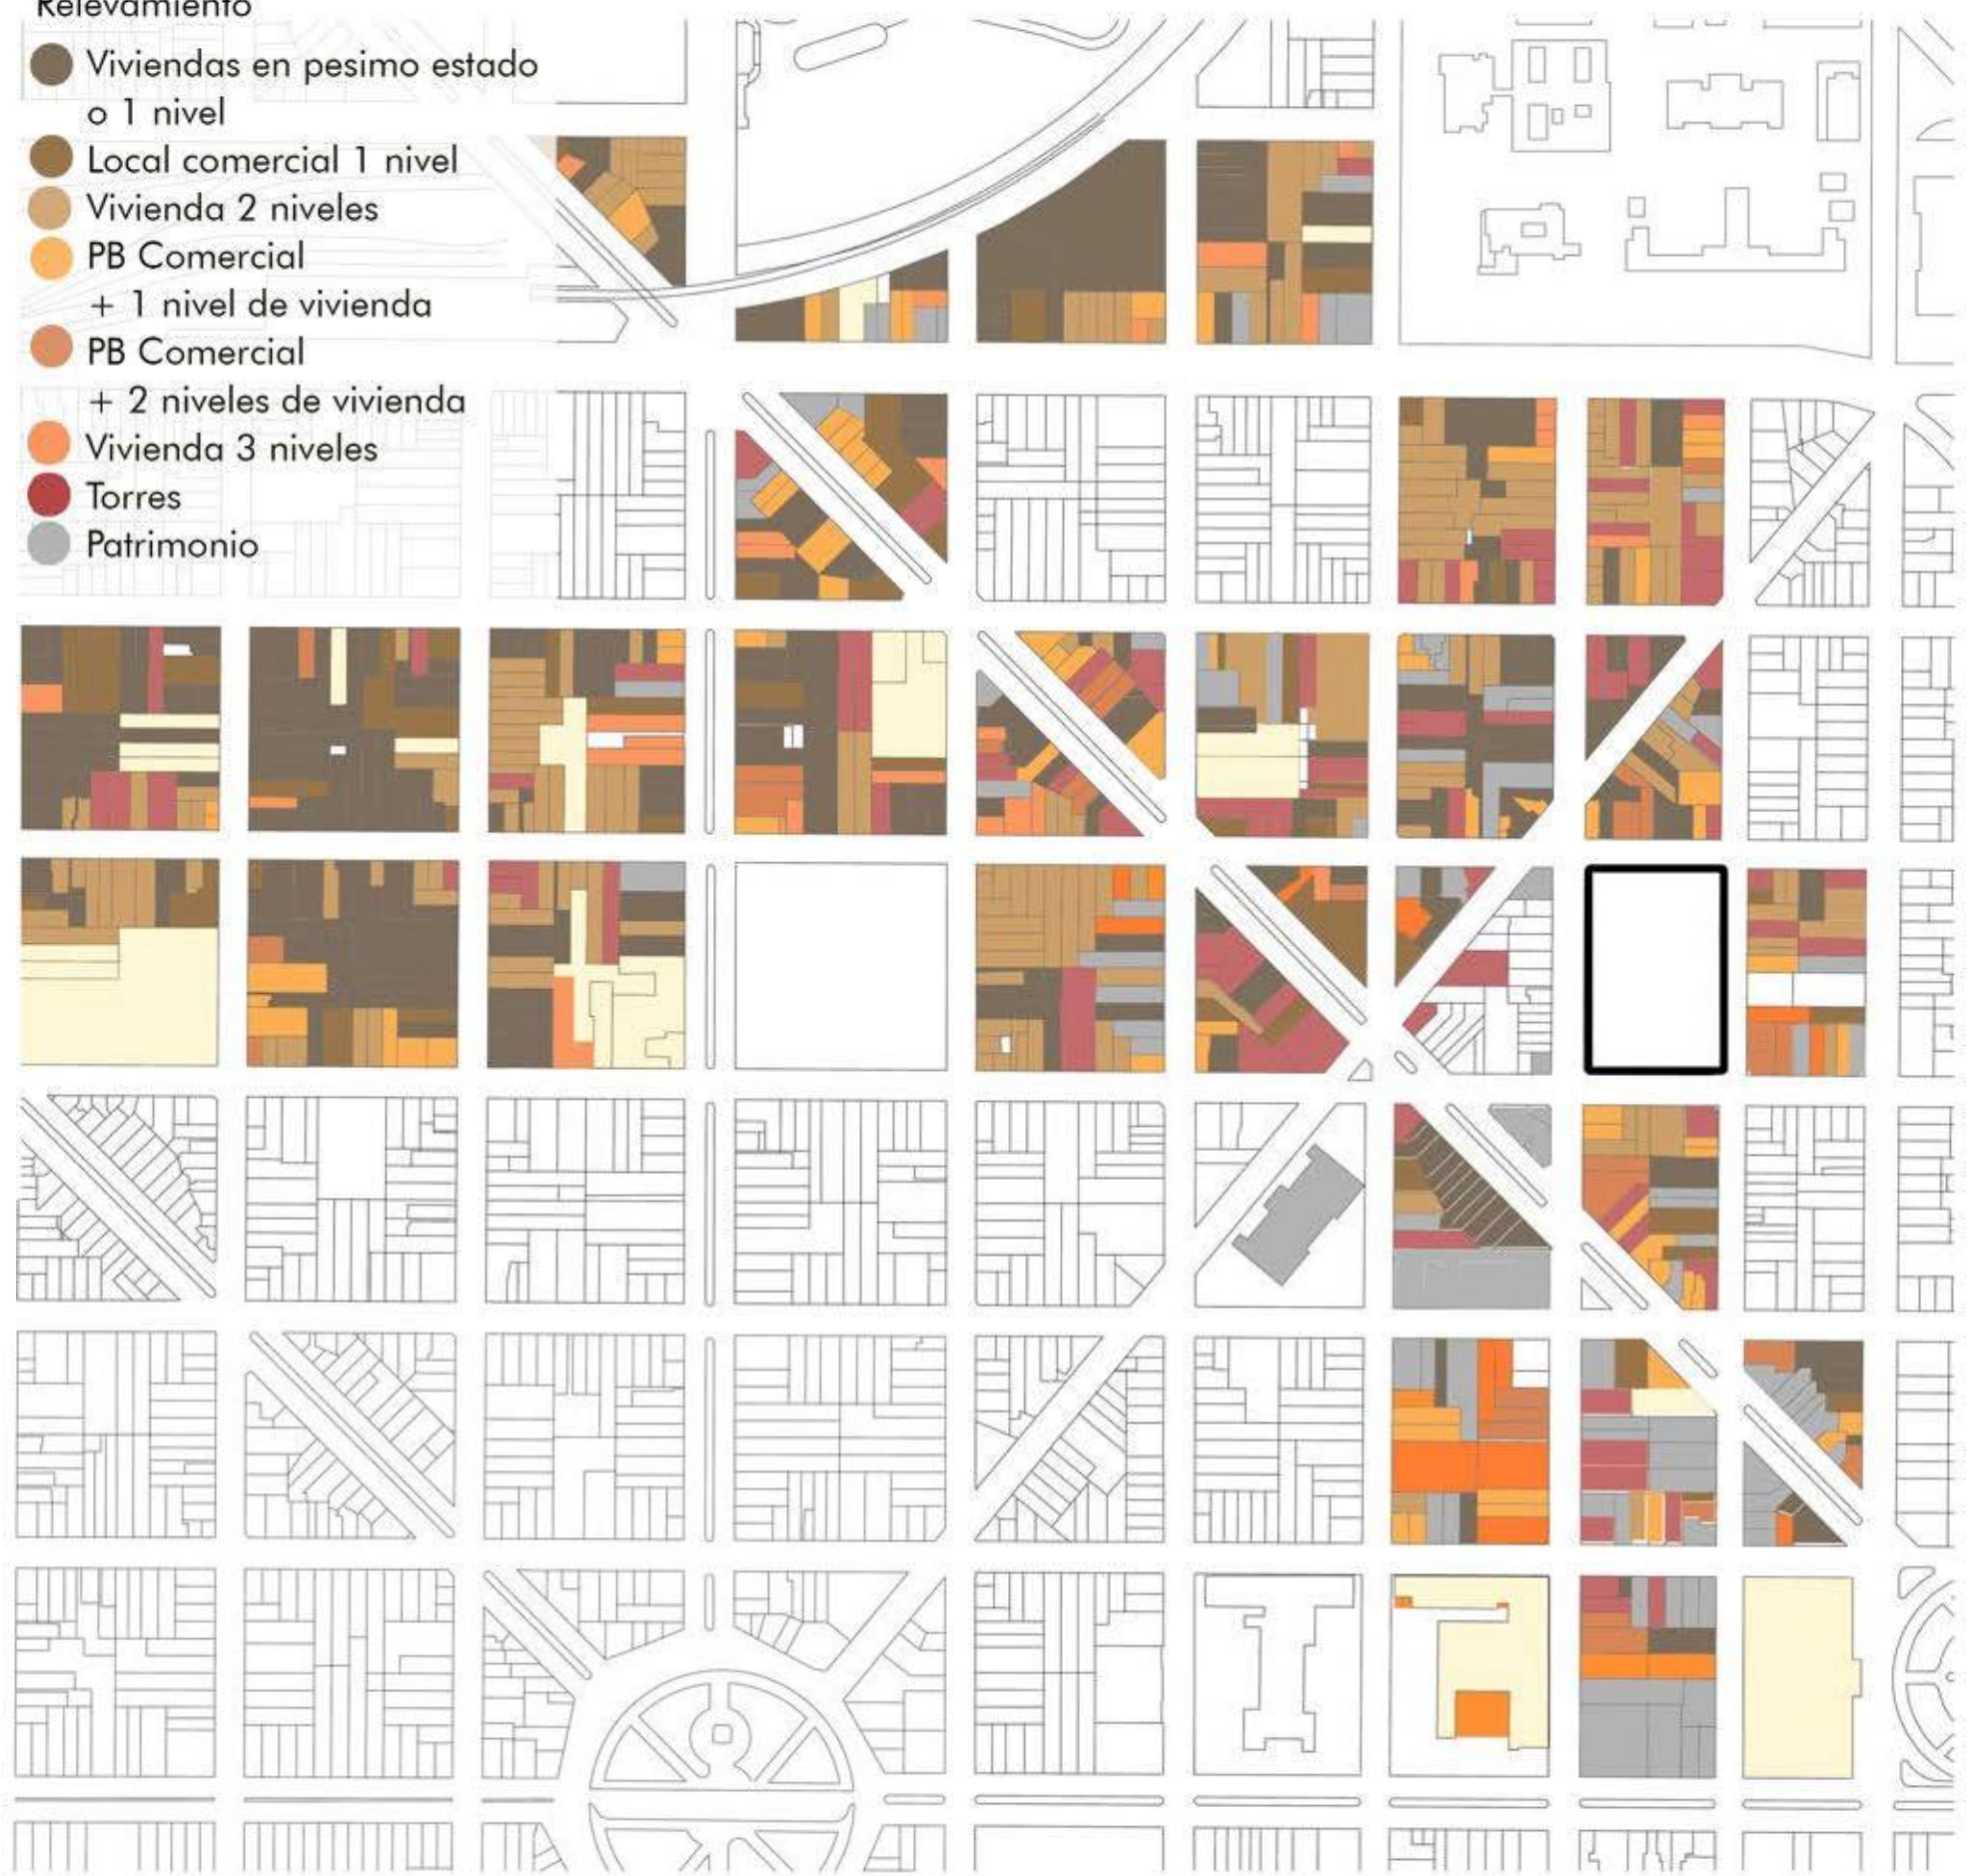 Relevamiento
Viviendas en pesimo estado
o 1 nivel
Local comercial 1 nivel
Vivienda 2 niveles
PB Comercial
+ 1 nivel de vivienda
PB Comercial
+ 2 niveles de vivienda
Vivienda 3 niveles
Torres
Patrimonio